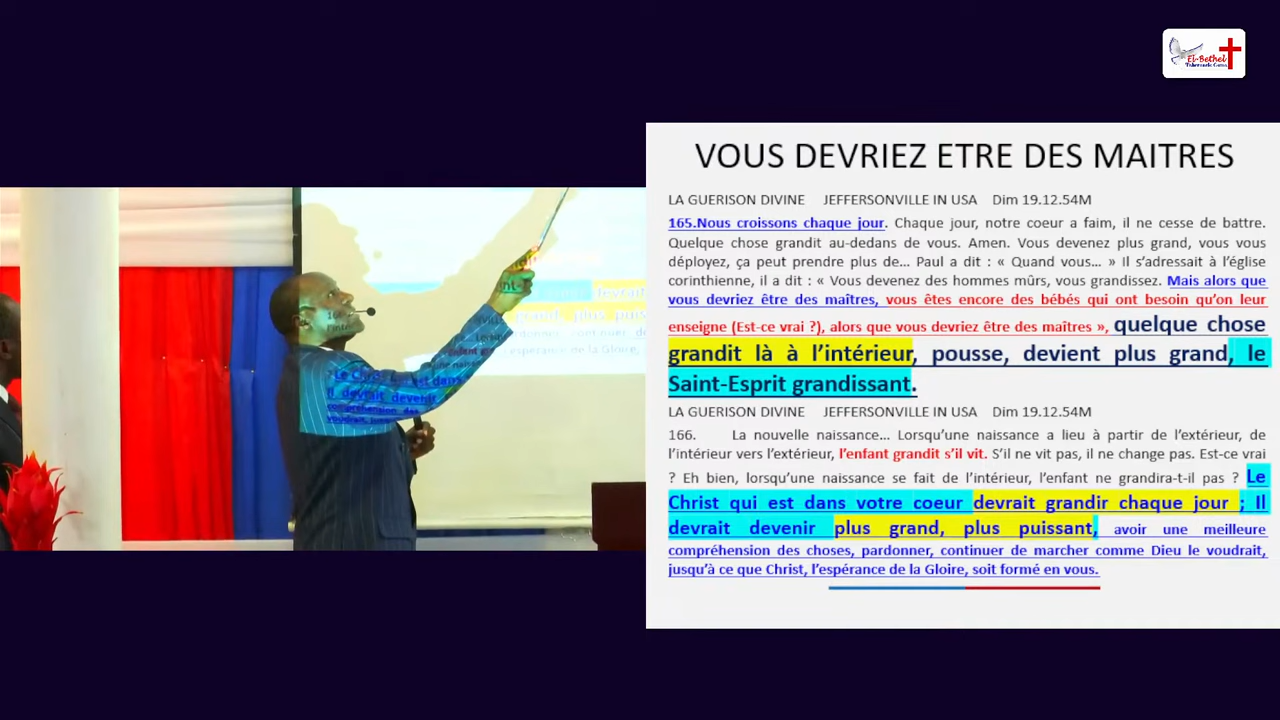 El-Bethel
VOUS DEVRIEZ ETRE DES MAITRES
LA GUERISON DIVINE JEFFERSONVILLE IN USA Dim 19.12.54M
165.Nous croissons chaque jour. Chaque jour, notre coeur a faim, il ne cesse de battre.
Quelque chose grandit au-dedans de vous. Amen. Vous devenez plus grand, vous vous
déployez, ça peut prendre plus de... Paul a dit : « Quand vous... » Il s'adressait à l'église
corinthienne, il a dit : « Vous devenez des hommes mûrs, vous grandissez. Mais alors que
vous devriez être des maîtres, vous êtes encore des bébés qui ont besoin qu'on leur
enseigne (Est-ce vrai ?), alors que vous devriez être des maîtres », quelque chose
grandit là à l'intérieur, pousse, devient plus grand, le
Saint-Esprit grandissant.
LA GUERISON DIVINE JEFFERSONVILLE IN USA Dim 19.12.54M
166. La nouvelle naissance... Lorsqu'une naissance a lieu à partir de l'extérieur, de
l'intérieur vers l'extérieur, l'enfant grandit s'il vit. S'il ne vit pas, il ne change pas. Est-ce vrai
? Eh bien, lorsqu'une naissance se fait de l'intérieur, l'enfant ne grandira-t-il pas ? Le
Christ qui est dans votre coeur devrait grandir chaque jour ; Il
devrait devenir plus grand, plus puissant, avoir une meilleure
compréhension des choses, pardonner, continuer de marcher comme Dieu le voudrait,
jusqu'à ce que Christ, l'espérance de la Gloire, soit formé en vous.
Le Christ qui est dans
Il devrait devenir
compréhension des